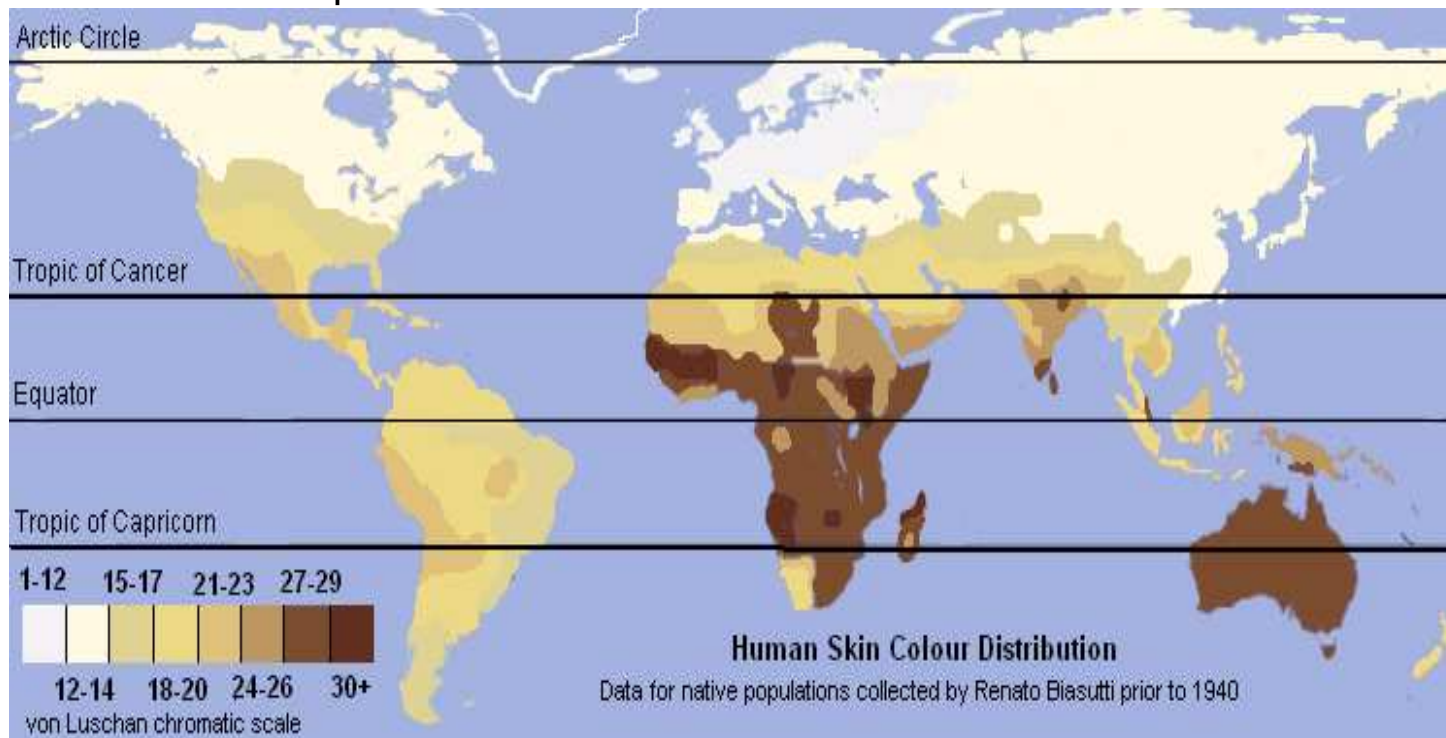 Arctic Circle
Tropic of Cancer
Equator
Tropic of Capricorn
1-12 15-17 21-23 27-29
12-14 18-20 24-26 30+
von Luschan chromatic scale
Human Skin Colour Distribution
Data for native populations collected by Renato Biasutti prior to 1940